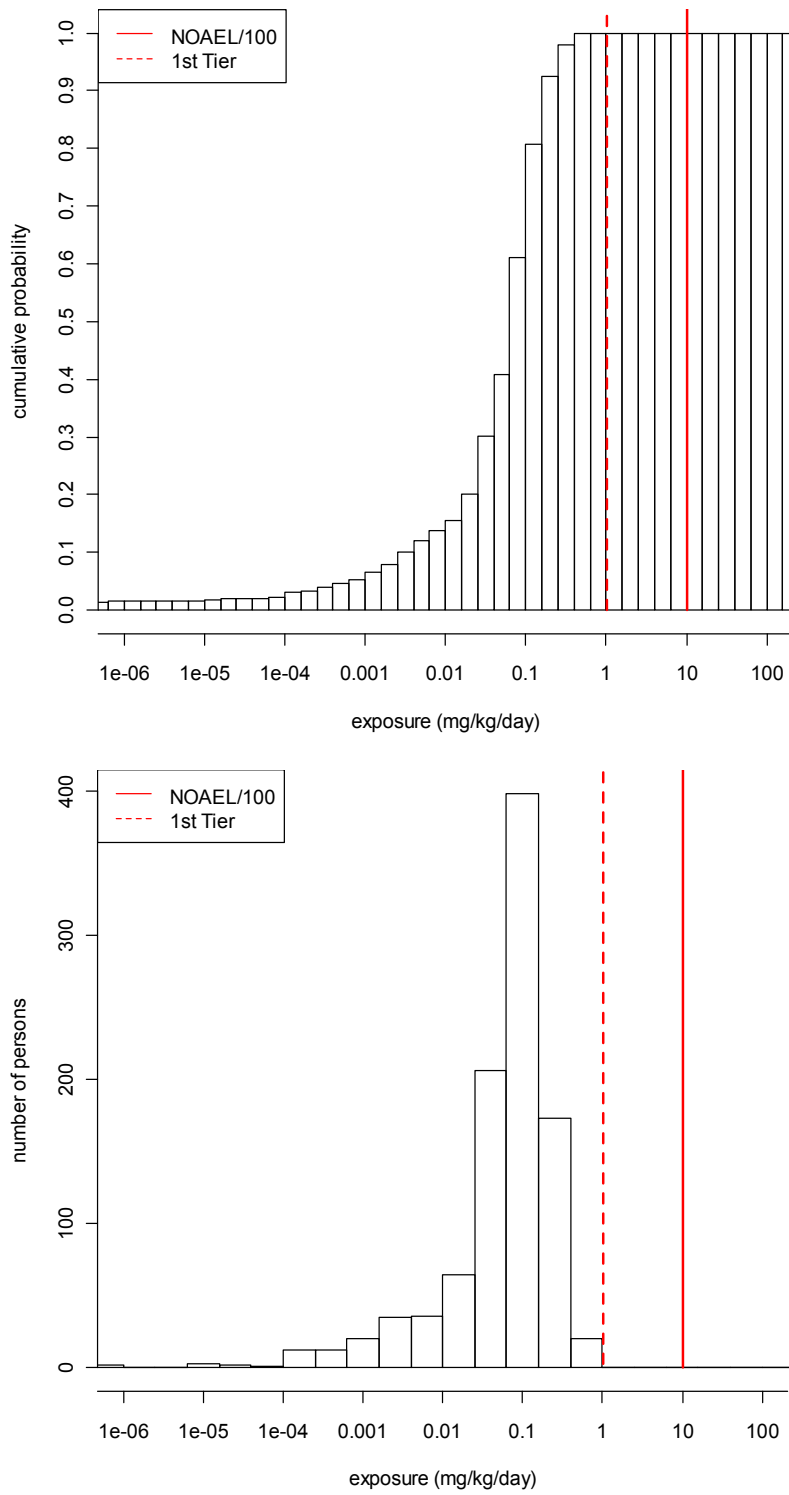 NOAEL/100
1st Tier
cumulative probability
1.0
0.9
0.8
0.7
0.6
0.5
0.4
0.3
0.2
0.1
0.0
1e-06 1e-05 1e-04 0.001 0.01 0.1 1 10 100
exposure (mg/kg/day)
NOAEL/100
1st Tier
number of persons
400
300
200
100
0
1e-06 1e-05 1e-04 0.001 0.01 0.1 1 10 100
exposure (mg/kg/day)